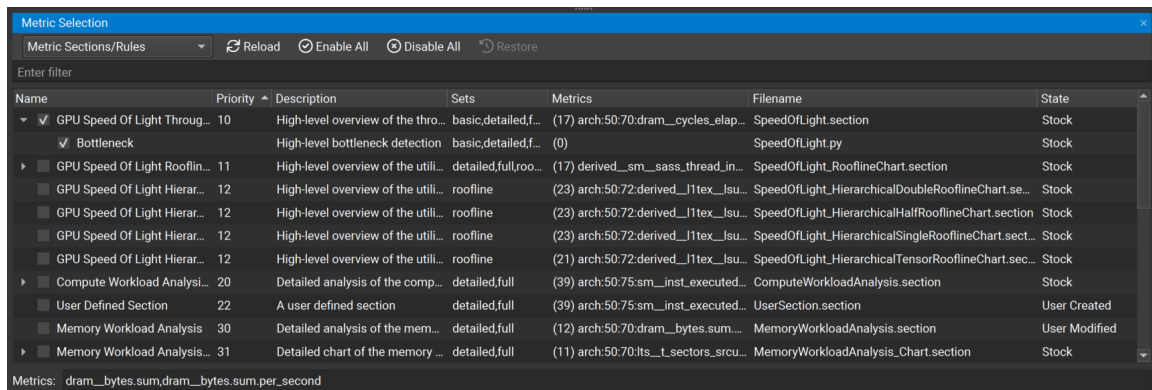 Metric Selection
Metric Sections/Rules Reload Enable All Disable All Restore
Enter filter
Name Priority Description Sets Metrics Filename State
GPU Speed Of Light Throug... 10 High-level overview of the thro... basic,detailed,f... (17) arch:50:70:dram__cycles_elap... SpeedOfLight.section Stock
Bottleneck High-level bottleneck detection basic,detailed,f... (0) SpeedOfLight.py Stock
GPU Speed Of Light Rooflin... 11 High-level overview of the utili... detailed,full,roo... (17) derived__sm__sass_thread_in... SpeedOfLight_RooflineChart.section Stock
GPU Speed Of Light Hierar... 12 High-level overview of the utili... roofline (23) arch:50:72:derived__l1tex__lsu... SpeedOfLight_HierarchicalDoubleRooflineChart.se... Stock
GPU Speed Of Light Hierar... 12 High-level overview of the utili... roofline (23) arch:50:72:derived__l1tex__lsu... SpeedOfLight_HierarchicalHalfRooflineChart.section Stock
GPU Speed Of Light Hierar... 12 High-level overview of the utili... roofline (23) arch:50:72:derived__l1tex__lsu... SpeedOfLight_HierarchicalSingleRooflineChart.sect... Stock
GPU Speed Of Light Hierar... 12 High-level overview of the utili... roofline (21) arch:50:72:derived__l1tex__lsu... SpeedOfLight_HierarchicalTensorRooflineChart.sec... Stock
Compute Workload Analysi... 20 Detailed analysis of the comp... detailed,full (39) arch:50:75:sm__inst_executed... ComputeWorkloadAnalysis.section Stock
User Defined Section 22 A user defined section detailed,full (39) arch:50:75:sm__inst_executed... UserSection.section User Created
Memory Workload Analysis 30 Detailed analysis of the mem... detailed,full (12) arch:50:70:dram__bytes.sum.... MemoryWorkloadAnalysis.section User Modified
Memory Workload Analysis... 31 Detailed chart of the memory ... detailed,full (11) arch:50:70:lts__t_sectors_srcu... MemoryWorkloadAnalysis_Chart.section Stock
Metrics: dram__bytes.sum,dram__bytes.sum.per_second